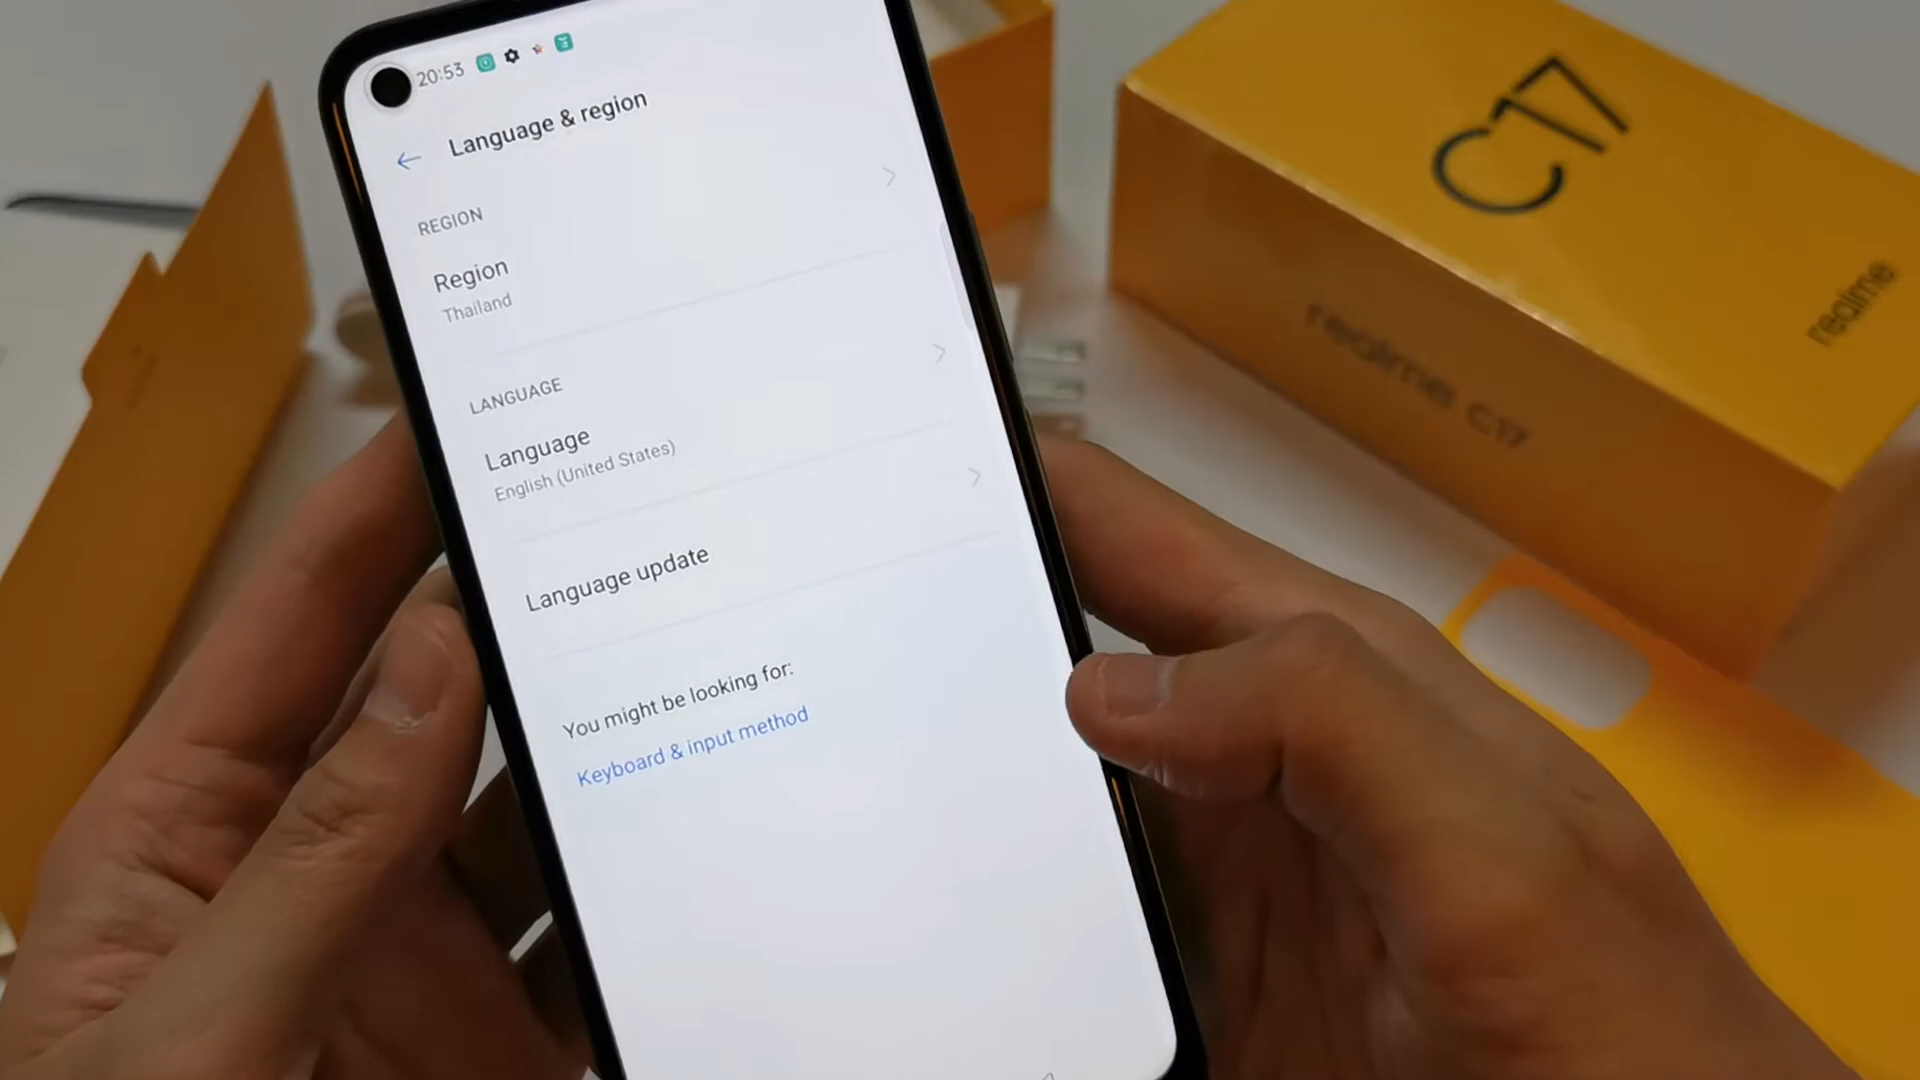 20:53
Language & region
REGION
Region
Thailand
LANGUAGE
Language
English (United States)
Language update
You might be looking for:
Keyboard & input method
C17
realme
realme C17